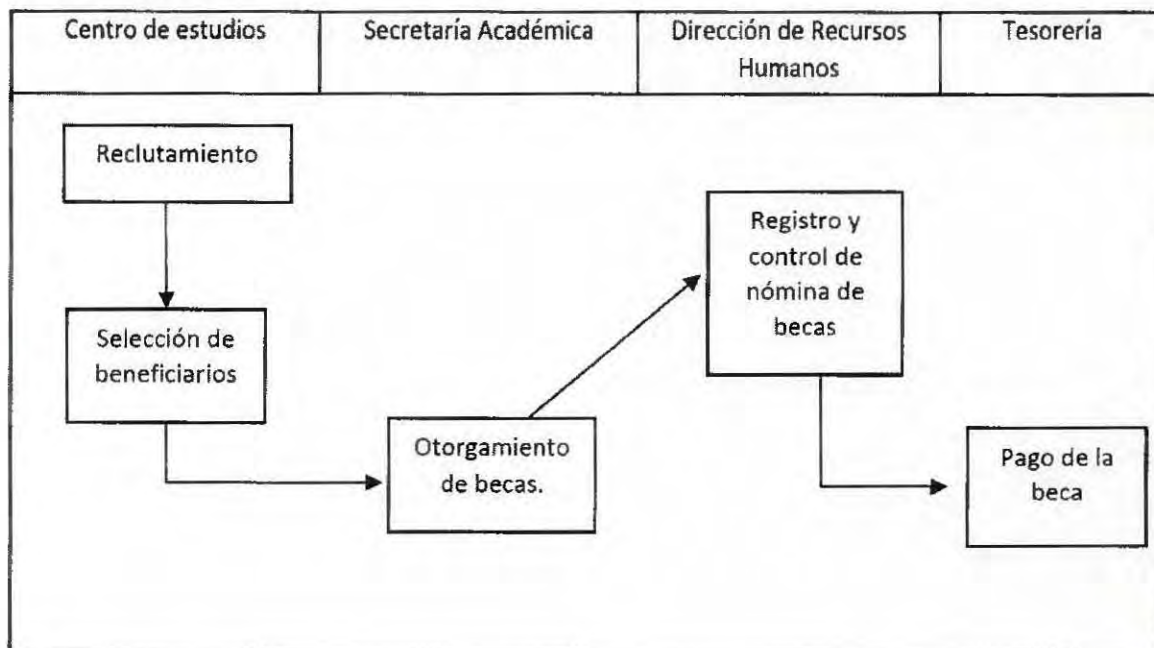 Centro de estudios
Secretaría Académica
Dirección de Recursos
Humanos
Tesorería
Reclutamiento
Selección de
beneficiarios
Otorgamiento
de becas.
Registro y
control de
nómina de
becas
Pago de la
beca